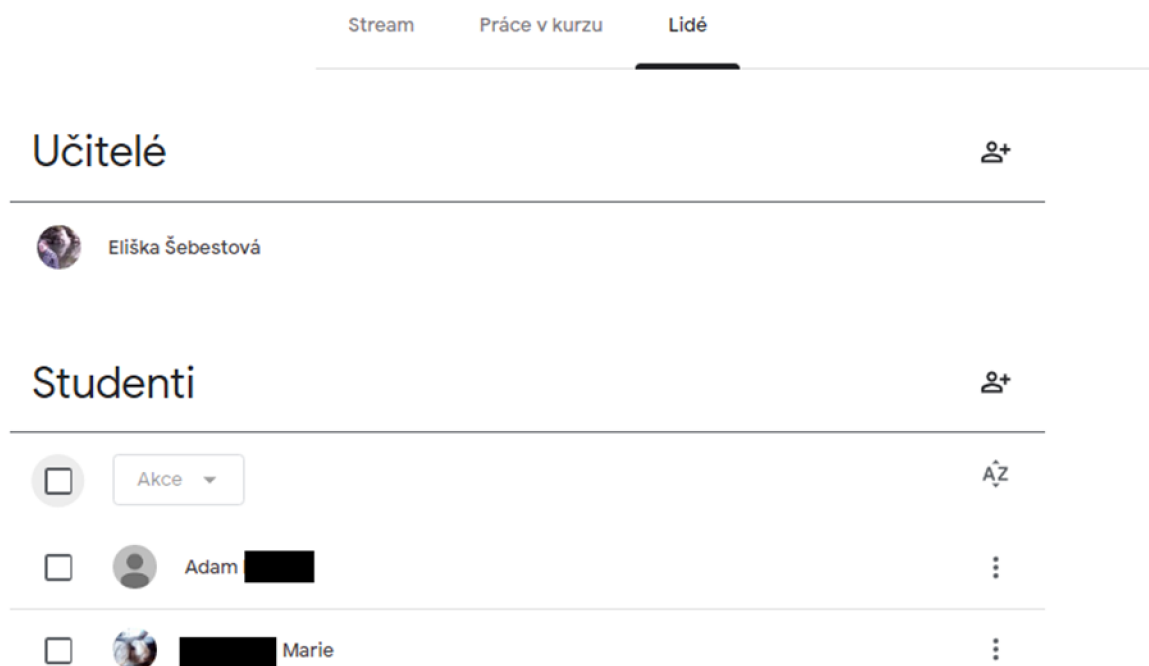 Stream Práce v kurzu Lidé
Učitelé
Eliška Šebestová
Studenti
Akce AZ
Adam
Marie